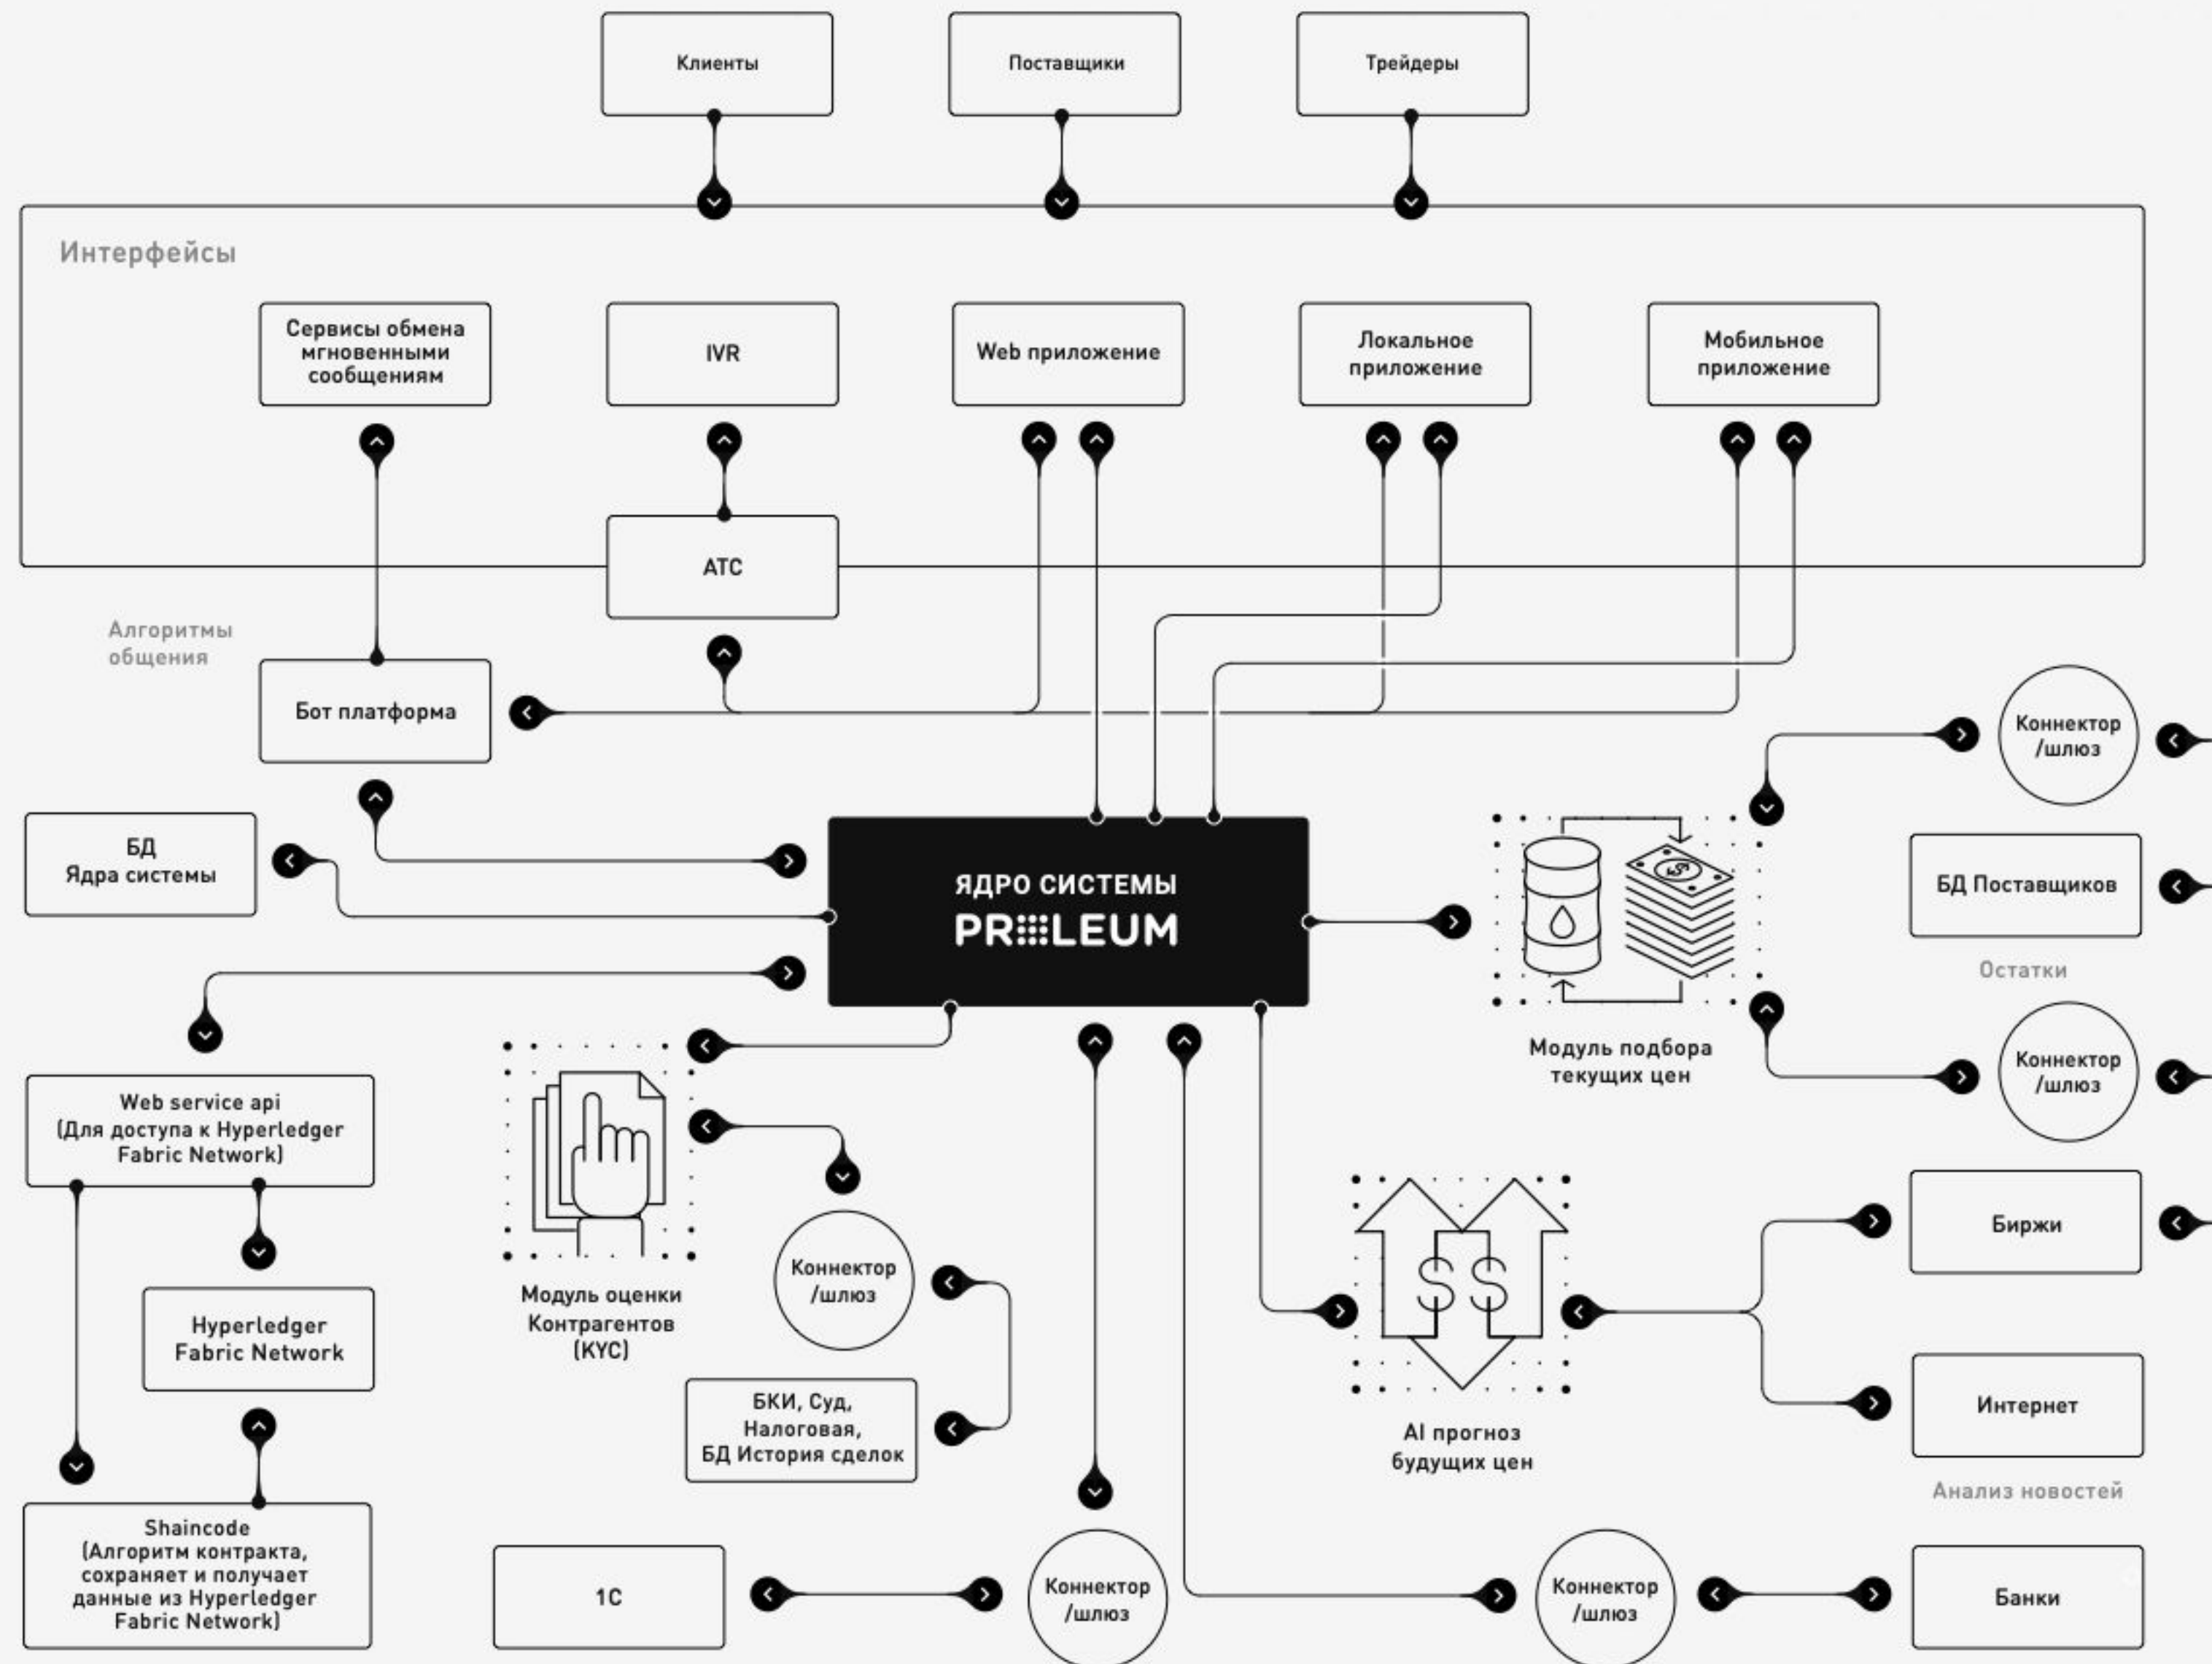 Клиенты
Поставщики
Трейдеры
Интерфейсы
Сервисы обмена
мгновенными
сообщениям
IVR
Web приложение
Локальное
приложение
Мобильное
приложение
АТС
Алгоритмы
общения
Бот платформа
Коннектор
/шлюз
БД
Ядра системы
ЯДРО СИСТЕМЫ
PROLEUM
БД Поставщиков
Остатки
Модуль подбора
текущих цен
Коннектор
/шлюз
Web service api
(Для доступа к Hyperledger
Fabric Network)
Hyperledger
Fabric Network
Модуль оценки
Контрагентов
(KYC)
Коннектор
/шлюз
Биржи
БКИ, Суд,
Налоговая,
БД История сделок
AI прогноз
будущих цен
Интернет
Анализ новостей
Shaincode
(Алгоритм контракта,
сохраняет и получает
данные из Hyperledger
Fabric Network)
1С
Коннектор
/шлюз
Коннектор
/шлюз
Банки